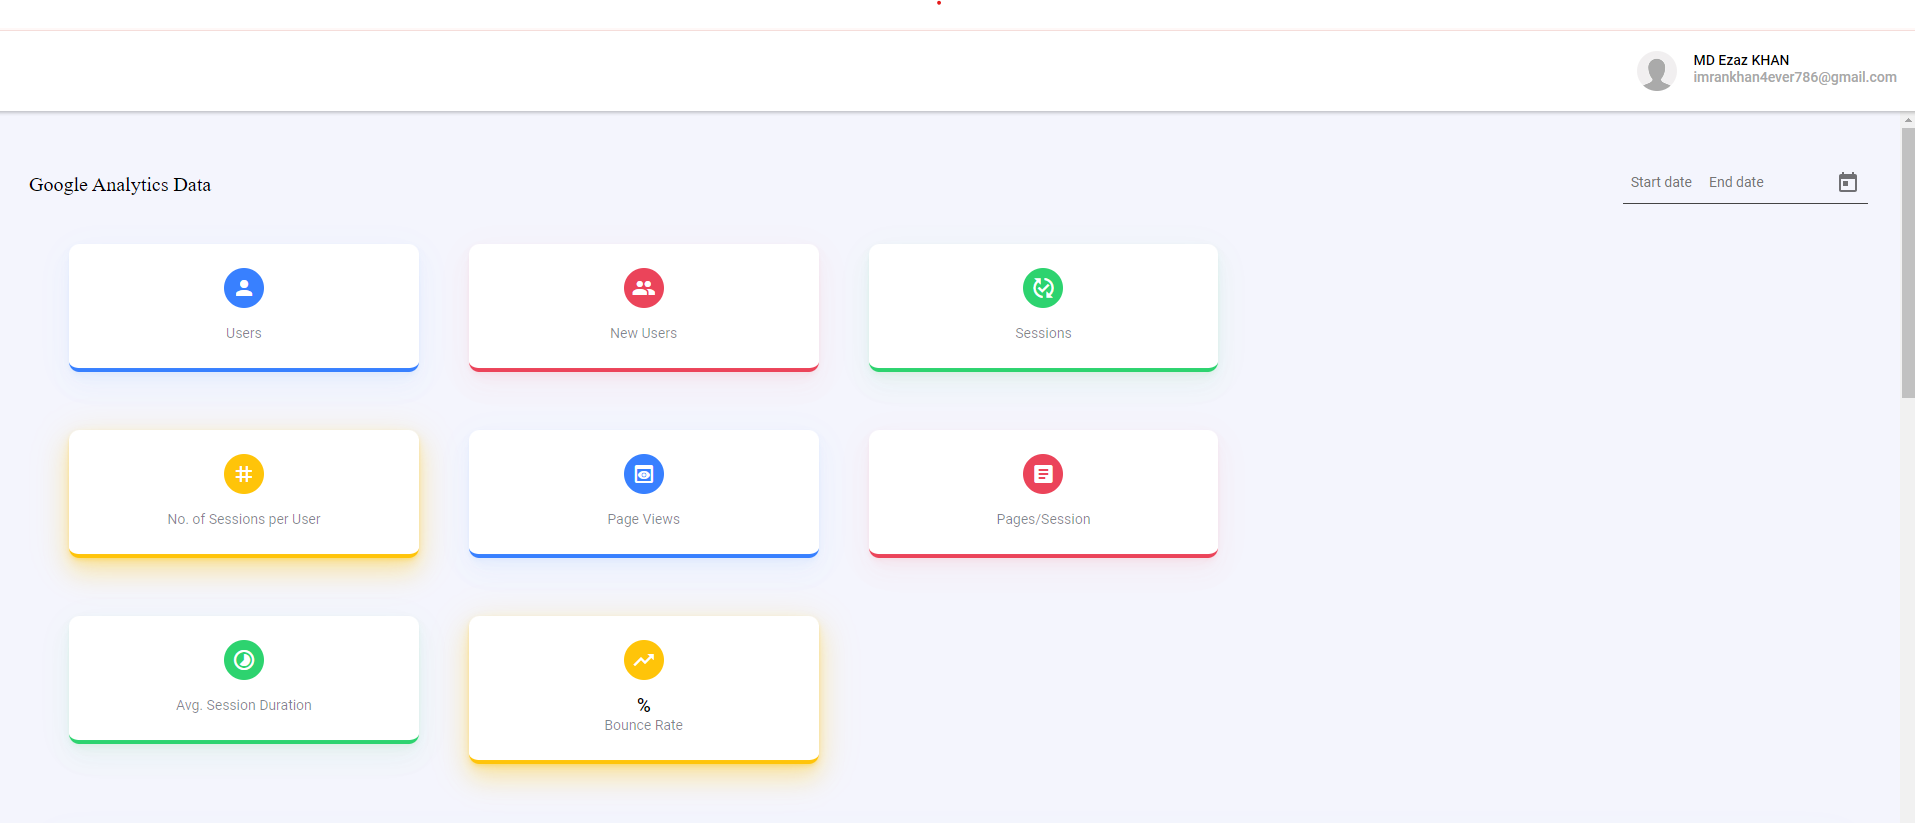 MD Ezaz KHAN
imrankhan4ever786@gmail.com
Google Analytics Data
Start date End date
Users
New Users
Sessions
No. of Sessions per User
Page Views
Pages/Session
Avg. Session Duration
%
Bounce Rate